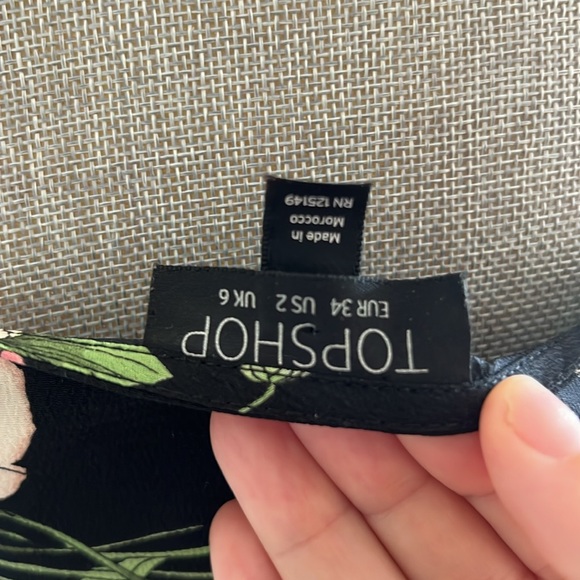 TOPSHOP
EUR 34 US 2 UK 6
Made in
Morocco
RN 125149